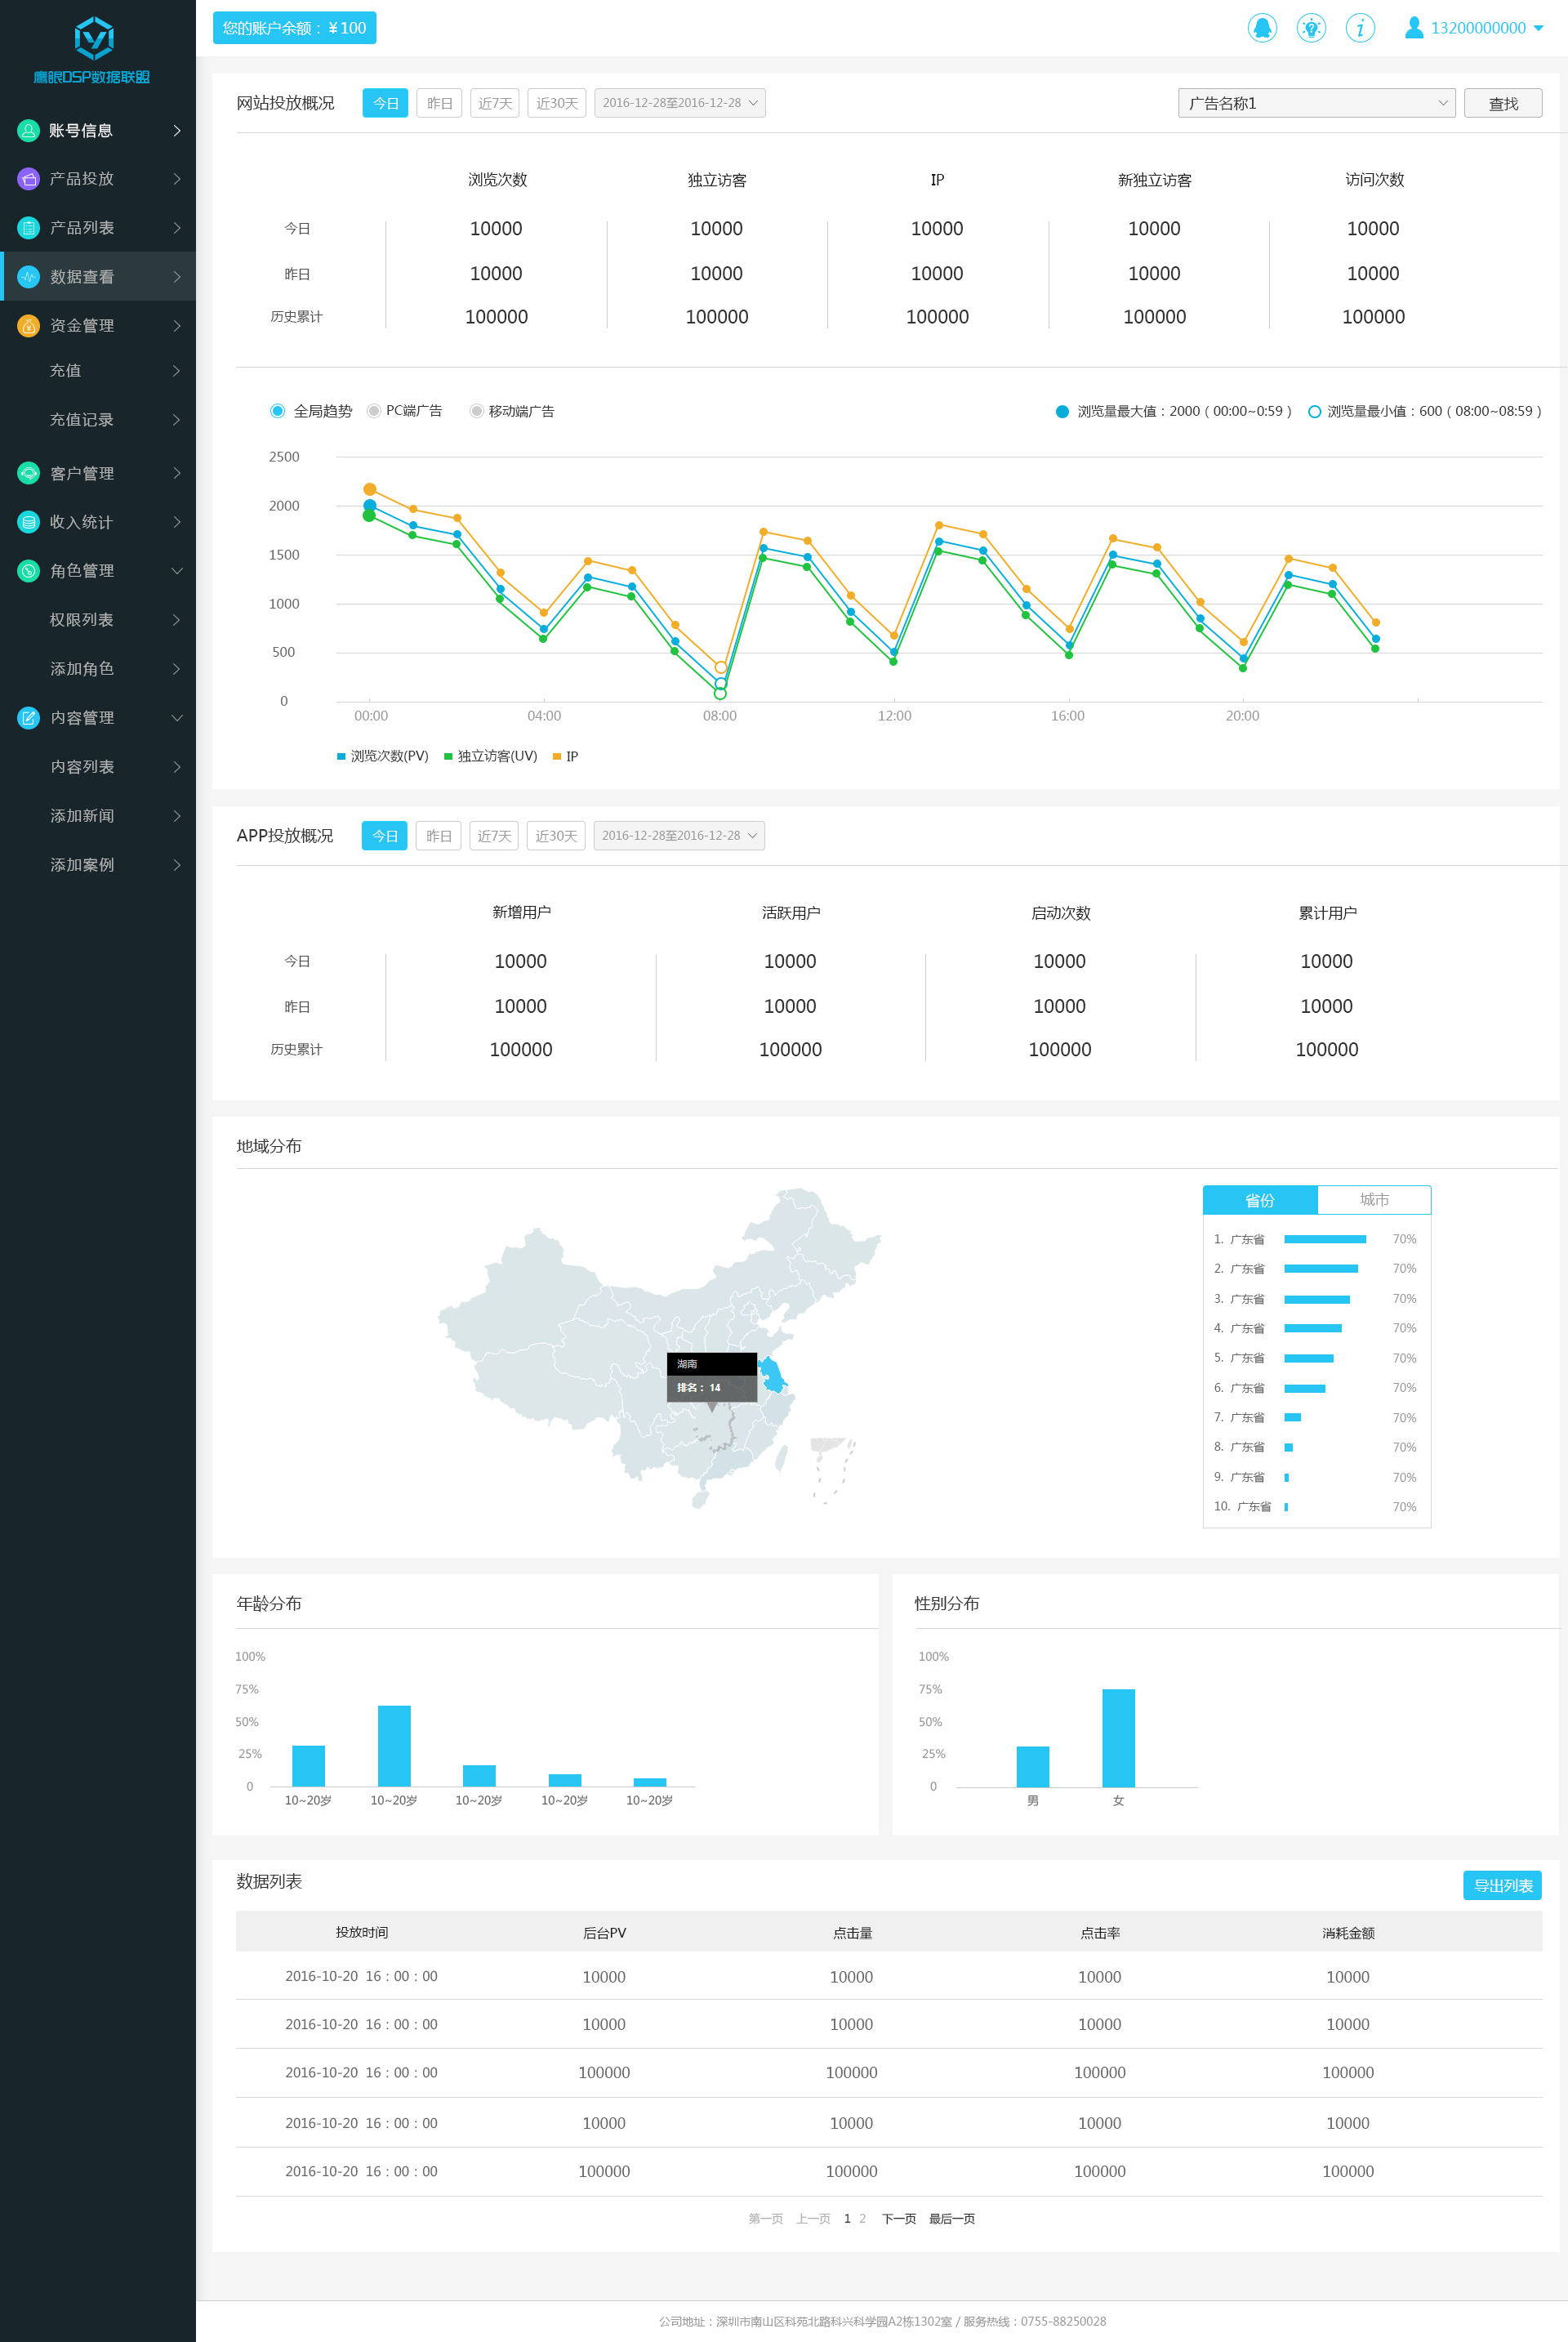 鹰眼DSP数据联盟
账号信息
产品投放
产品列表
数据查看
资金管理
充值
充值记录
客户管理
收入统计
角色管理
权限列表
添加角色
内容管理
内容列表
添加新闻
添加案例
您的账户余额：¥100
13200000000
网站投放概况 今日 昨日 近7天 近30天 2016-12-28至2016-12-28 广告名称1 查找
浏览次数 独立访客 IP 新独立访客 访问次数
今日 10000 10000 10000 10000 10000
昨日 10000 10000 10000 10000 10000
历史累计 100000 100000 100000 100000 100000
全局趋势 PC端广告 移动端广告 浏览量最大值：2000（00:00~0:59） 浏览量最小值：600（08:00~08:59）
2500
2000
1500
1000
500
0
00:00 04:00 08:00 12:00 16:00 20:00
浏览次数(PV) 独立访客(UV) IP
APP投放概况 今日 昨日 近7天 近30天 2016-12-28至2016-12-28
新增用户 活跃用户 启动次数 累计用户
今日 10000 10000 10000 10000
昨日 10000 10000 10000 10000
历史累计 100000 100000 100000 100000
地域分布
湖南
排名：14
省份 城市
1. 广东省 70%
2. 广东省 70%
3. 广东省 70%
4. 广东省 70%
5. 广东省 70%
6. 广东省 70%
7. 广东省 70%
8. 广东省 70%
9. 广东省 70%
10. 广东省 70%
年龄分布
100%
75%
50%
25%
0
10~20岁 10~20岁 10~20岁 10~20岁 10~20岁
性别分布
100%
75%
50%
25%
0
男 女
数据列表 导出列表
投放时间 后台PV 点击量 点击率 消耗金额
2016-10-20 16：00：00 10000 10000 10000 10000
2016-10-20 16：00：00 10000 10000 10000 10000
2016-10-20 16：00：00 100000 100000 100000 100000
2016-10-20 16：00：00 10000 10000 10000 10000
2016-10-20 16：00：00 100000 100000 100000 100000
第一页 上一页 1 2 下一页 最后一页
公司地址：深圳市南山区科苑北路科兴科学园A2栋1302室 / 服务热线：0755-88250028